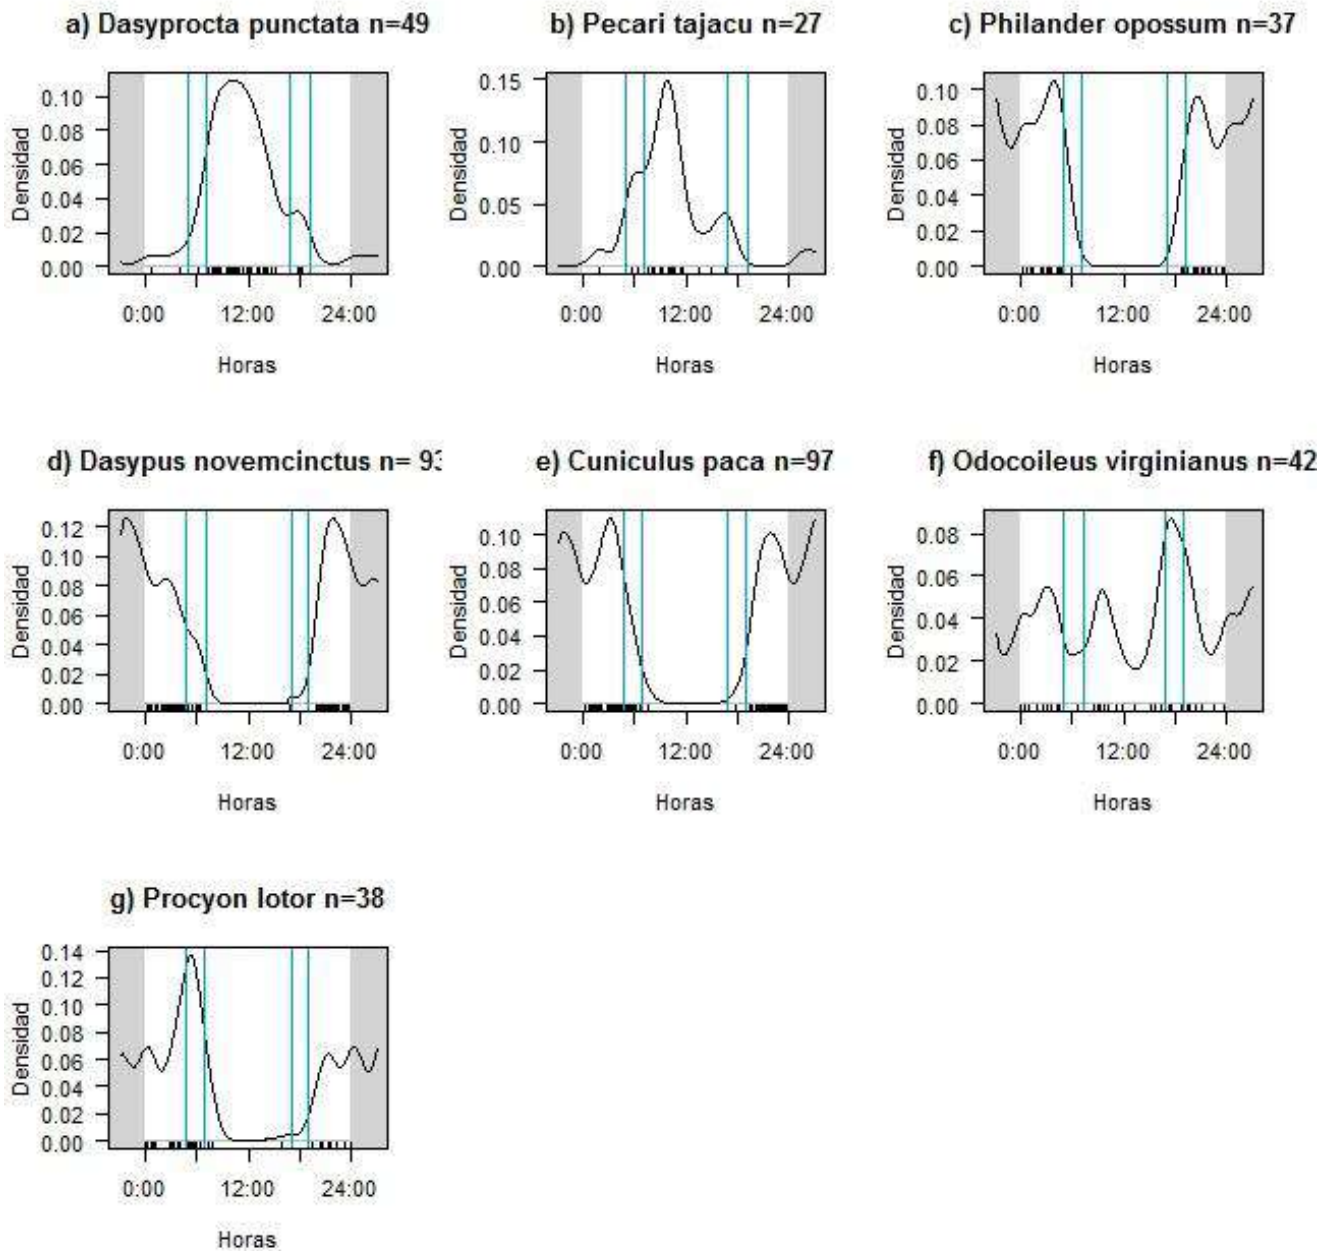 a) Dasyprocta punctata n=49
b) Pecari tajacu n=27
c) Philander opossum n=37
Densidad
0.10
0.08
0.06
0.04
0.02
0.00
0:00 12:00 24:00
Horas
Densidad
0.15
0.10
0.05
0.00
0:00 12:00 24:00
Horas
Densidad
0.10
0.08
0.06
0.04
0.02
0.00
0:00 12:00 24:00
Horas
d) Dasypus novemcinctus n= 93
e) Cuniculus paca n=97
f) Odocoileus virginianus n=42
Densidad
0.12
0.10
0.08
0.06
0.04
0.02
0.00
0:00 12:00 24:00
Horas
Densidad
0.10
0.08
0.06
0.04
0.02
0.00
0:00 12:00 24:00
Horas
Densidad
0.08
0.06
0.04
0.02
0.00
0:00 12:00 24:00
Horas
g) Procyon lotor n=38
Densidad
0.14
0.12
0.10
0.08
0.06
0.04
0.02
0.00
0:00 12:00 24:00
Horas